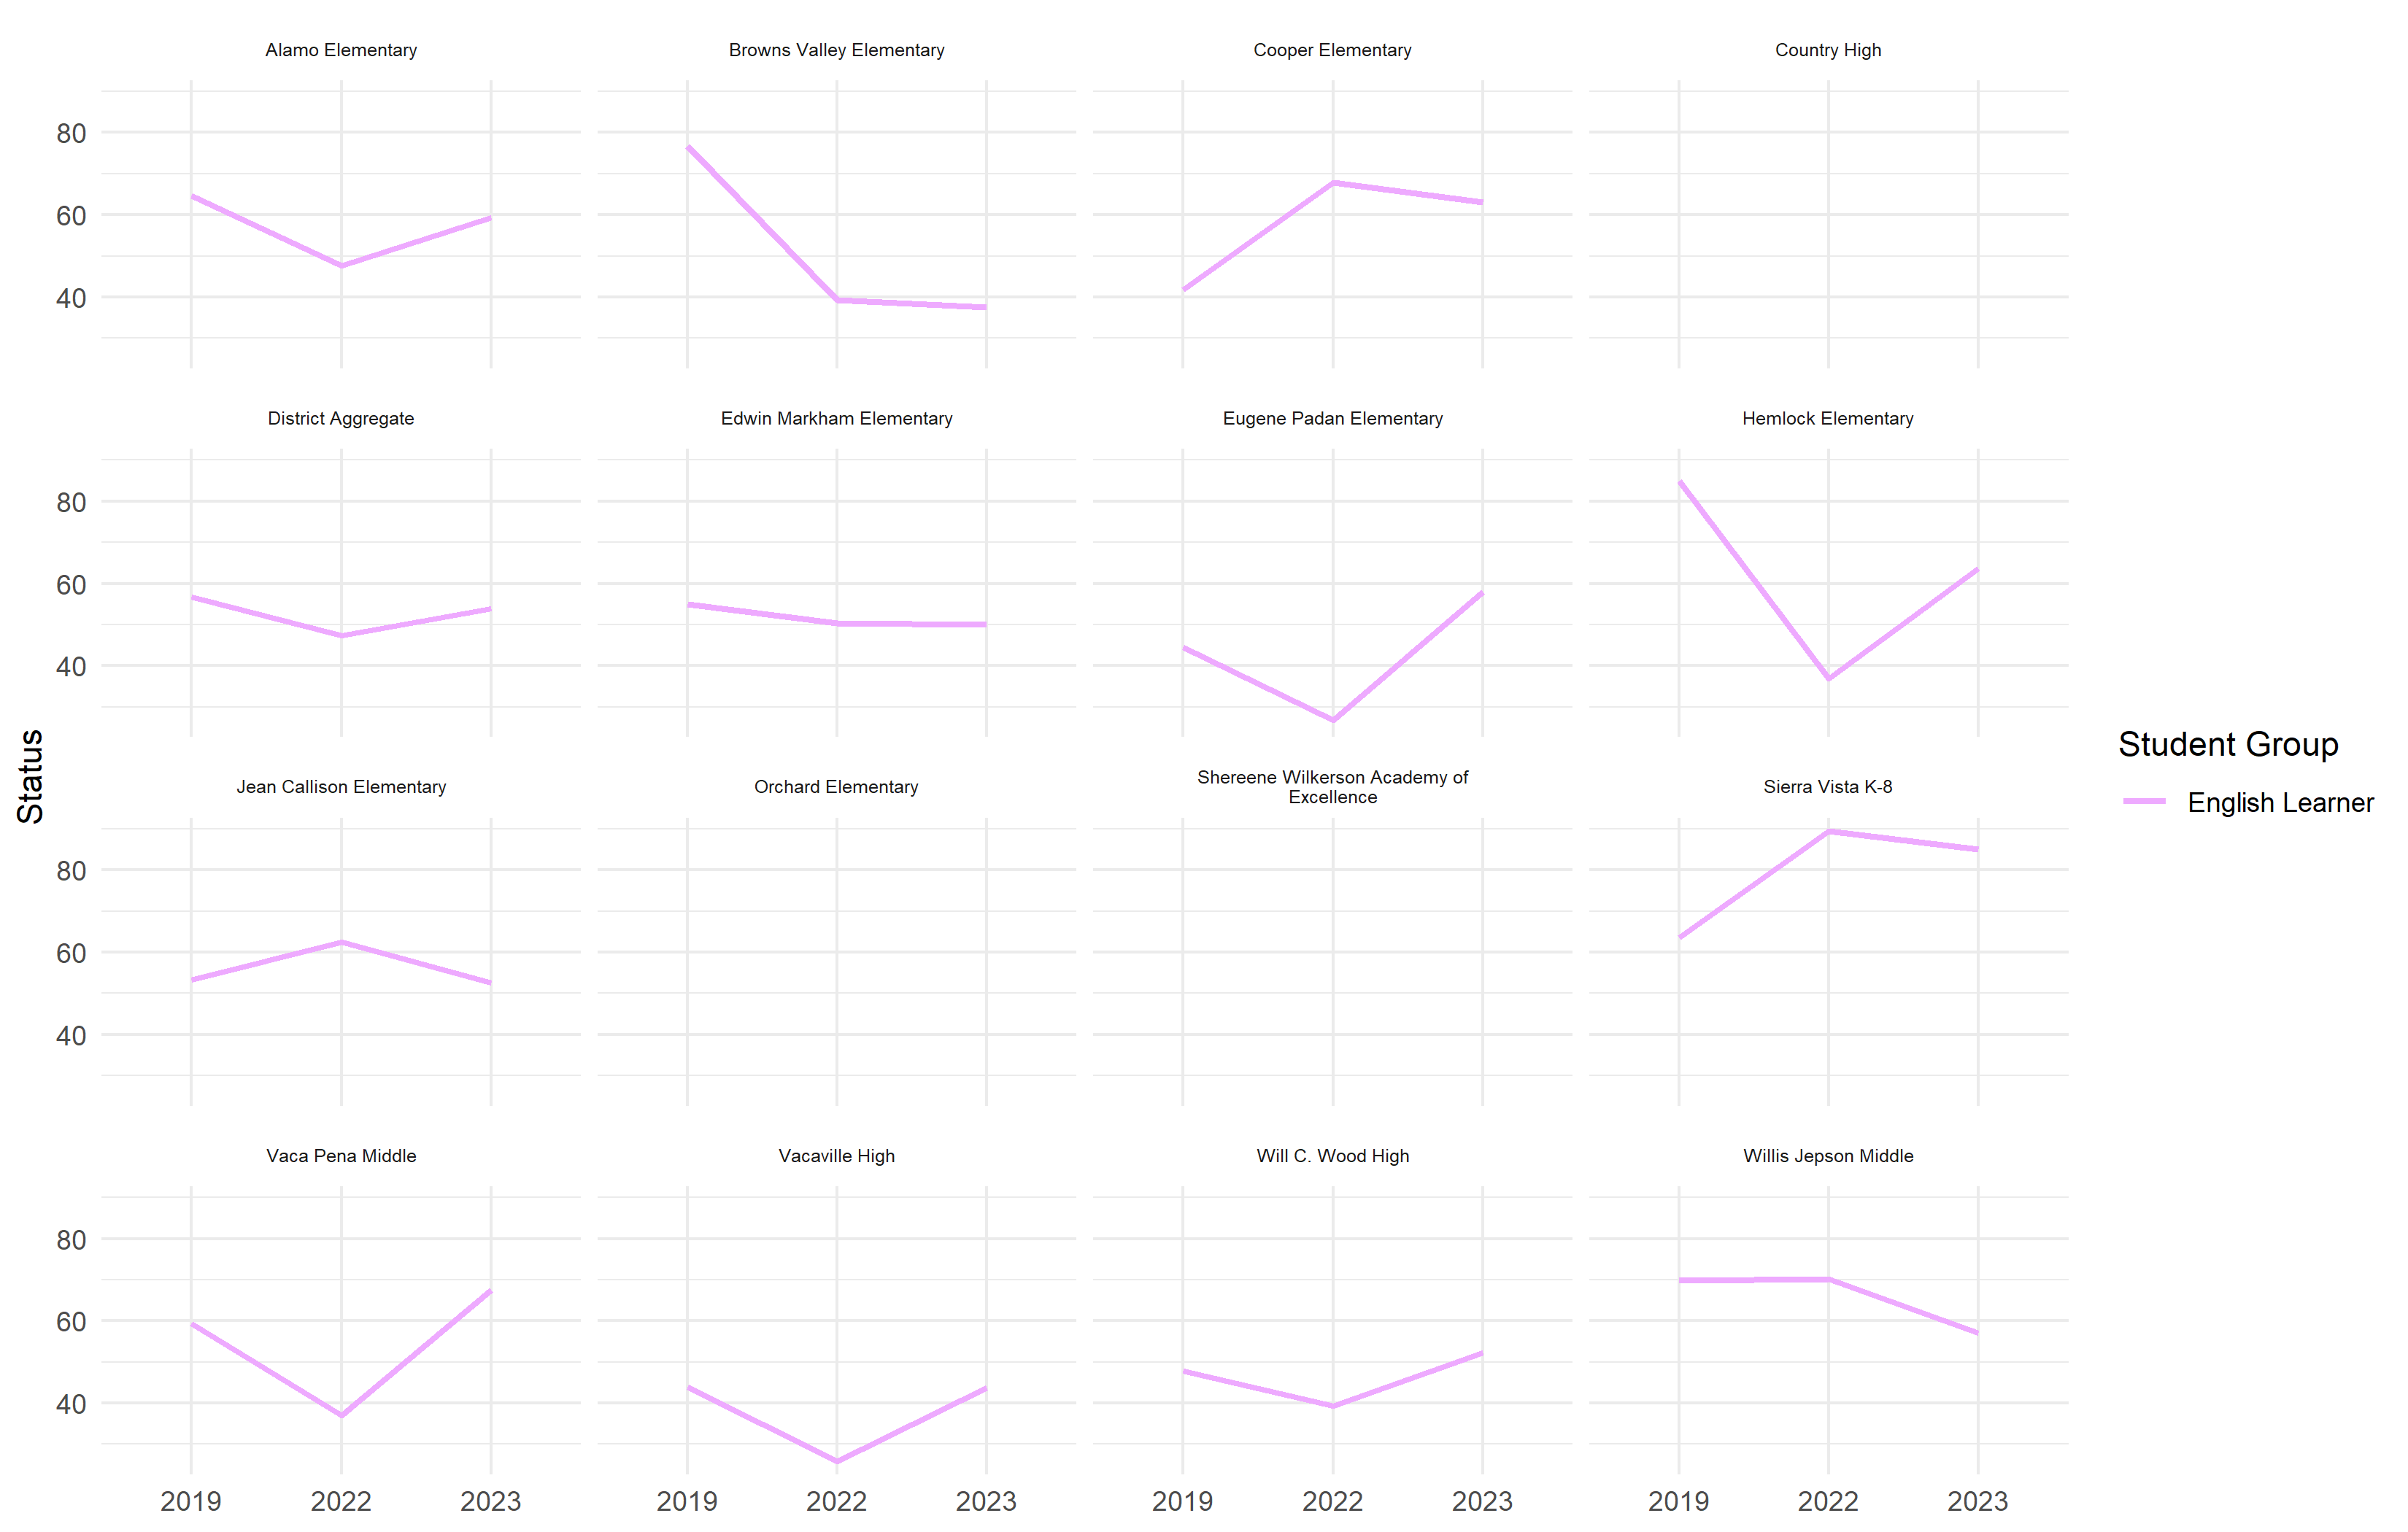 Alamo Elementary
Browns Valley Elementary
Cooper Elementary
Country High
80
60
40
District Aggregate
Edwin Markham Elementary
Eugene Padan Elementary
Hemlock Elementary
80
60
40
Status
Student Group
English Learner
Jean Callison Elementary
Orchard Elementary
Shereene Wilkerson Academy of
Excellence
Sierra Vista K-8
80
60
40
Vaca Pena Middle
Vacaville High
Will C. Wood High
Willis Jepson Middle
80
60
40
2019 2022 2023
2019 2022 2023
2019 2022 2023
2019 2022 2023